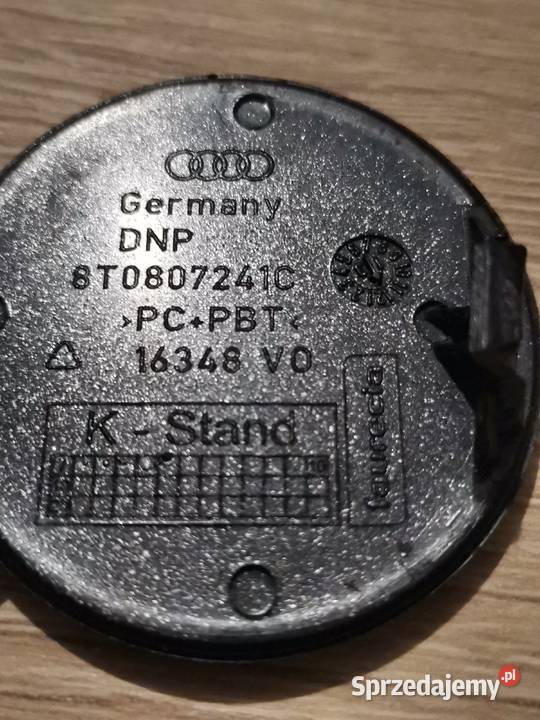 Germany
DNP
8T0807241C
>PC+PBT<
16348 V0
K - Stand
faurecia
Sprzedajemy.pl